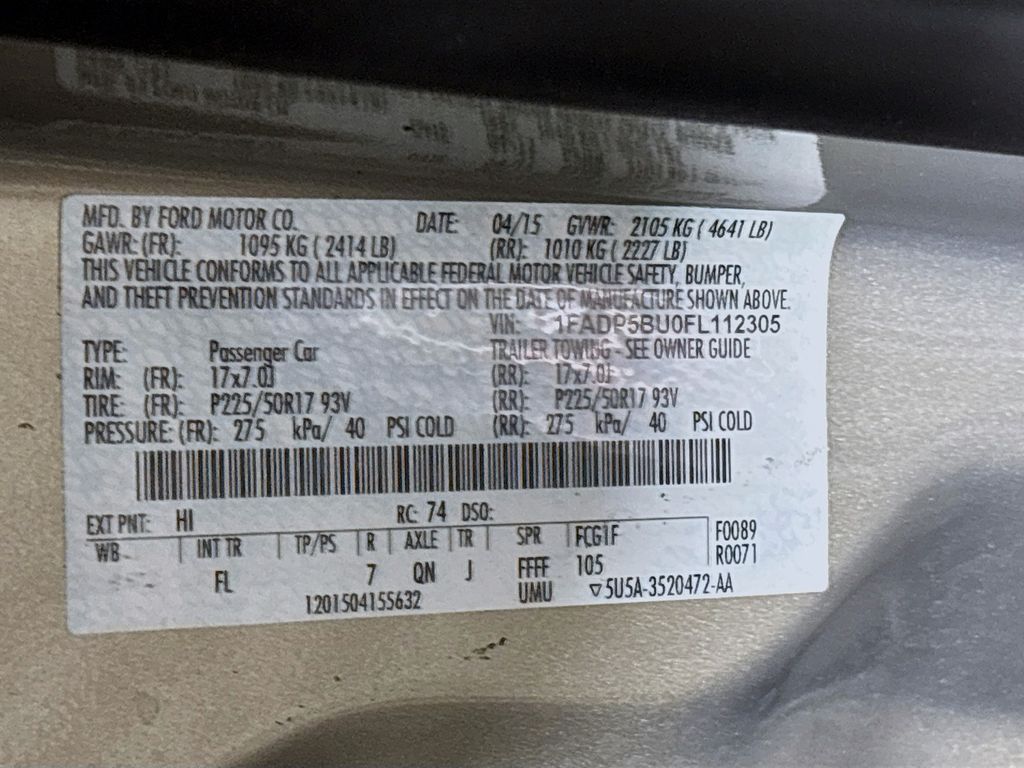 MFD. BY FORD MOTOR CO. DATE: 04/15 GVWR: 2105 KG ( 4641 LB)
GAWR: (FR): 1095 KG ( 2414 LB) (RR): 1010 KG ( 2227 LB)
THIS VEHICLE CONFORMS TO ALL APPLICABLE FEDERAL MOTOR VEHICLE SAFETY, BUMPER,
AND THEFT PREVENTION STANDARDS IN EFFECT ON THE DATE OF MANUFACTURE SHOWN ABOVE.
VIN: 1FADP5BU0FL112305
TYPE: Passenger Car TRAILER TOWING - SEE OWNER GUIDE
RIM: (FR): 17x7.0J (RR): 17x7.0J
TIRE: (FR): P225/50R17 93V (RR): P225/50R17 93V
PRESSURE: (FR): 275 kPa/ 40 PSI COLD (RR): 275 kPa/ 40 PSI COLD
EXT PNT: HI RC: 74 DSO:
WB INT TR TP/PS R AXLE TR SPR FCG1F F0089
FL 7 QN J FFFF 105 R0071
1201504155632 UMU ▽5U5A-3520472-AA